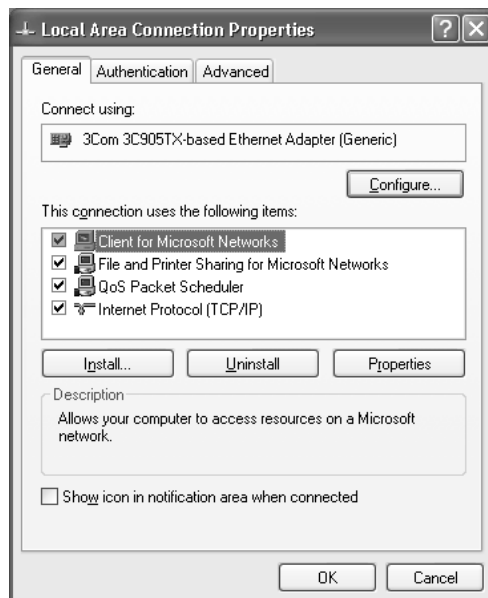 Local Area Connection Properties
General Authentication Advanced
Connect using:
3Com 3C905TX-based Ethernet Adapter (Generic)
Configure...
This connection uses the following items:
Client for Microsoft Networks
File and Printer Sharing for Microsoft Networks
QoS Packet Scheduler
Internet Protocol (TCP/IP)
Install... Uninstall Properties
Description
Allows your computer to access resources on a Microsoft
network.
Show icon in notification area when connected
OK Cancel